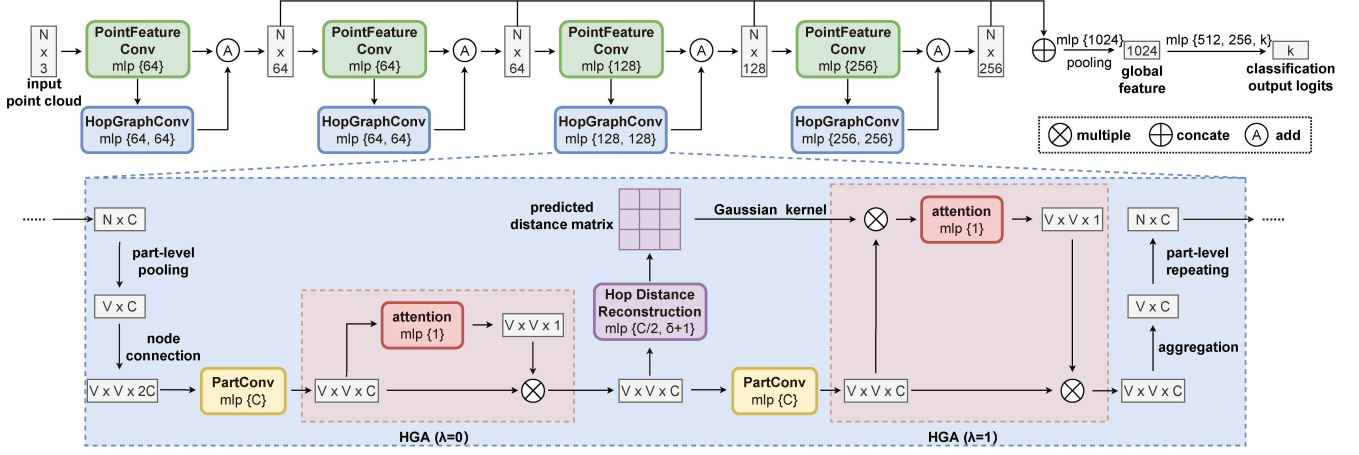 N
x
3
input
point cloud
PointFeature
Conv
mlp {64}
HopGraphConv
mlp {64, 64}
A
N
x
64
PointFeature
Conv
mlp {64}
HopGraphConv
mlp {64, 64}
A
N
x
64
PointFeature
Conv
mlp {128}
HopGraphConv
mlp {128, 128}
A
N
x
128
PointFeature
Conv
mlp {256}
HopGraphConv
mlp {256, 256}
A
N
x
256
mlp {1024}
pooling
1024
global
feature
mlp {512, 256, k}
k
classification
output logits
multiple
concate
A
add
......
N x C
part-level
pooling
V x C
node
connection
V x V x 2C
PartConv
mlp {C}
V x V x C
attention
mlp {1}
V x V x 1
HGA (λ=0)
V x V x C
Hop Distance
Reconstruction
mlp {C/2, δ+1}
predicted
distance matrix
Gaussian kernel
PartConv
mlp {C}
V x V x C
attention
mlp {1}
V x V x 1
HGA (λ=1)
V x V x C
aggregation
V x C
part-level
repeating
N x C
......